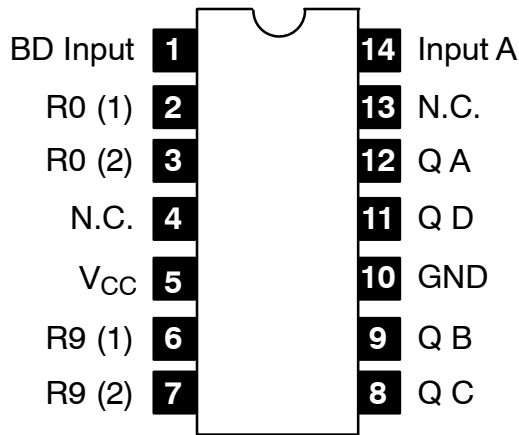 BD Input 1 14 Input A
R0 (1) 2 13 N.C.
R0 (2) 3 12 Q A
N.C. 4 11 Q D
VCC 5 10 GND
R9 (1) 6 9 Q B
R9 (2) 7 8 Q C